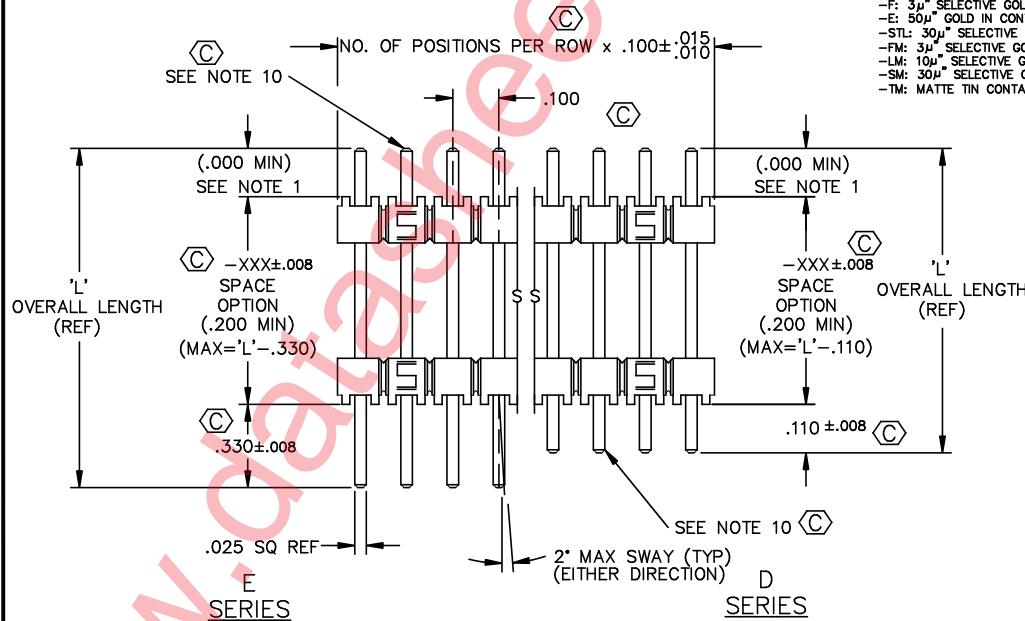 -F: 3µ" SELECTIVE
-E: 50µ" GOLD IN
-STL: 30µ" SELECTIVE
-FM: 3µ" SELECTIVE
-LM: 10µ" SELECTIVE
-SM: 30µ" SELECTIVE
-TM: MATTE TIN
C
NO. OF POSITIONS PER ROW x .100± .015
.010
C
SEE NOTE 10
.100
C
(.000 MIN)
SEE NOTE 1
(.000 MIN)
SEE NOTE 1
C
-XXX±.008
SPACE
OPTION
(.200 MIN)
(MAX='L'-.330)
C
-XXX±.008
SPACE
OPTION
(.200 MIN)
(MAX='L'-.110)
'L'
OVERALL LENGTH
(REF)
'L'
OVERALL LENGTH
(REF)
S S
S S
S S
C
.330±.008
.110 ±.008 C
SEE NOTE 10 C
.025 SQ REF
2° MAX SWAY (TYP)
(EITHER DIRECTION)
E
SERIES
D
SERIES
w.datashee